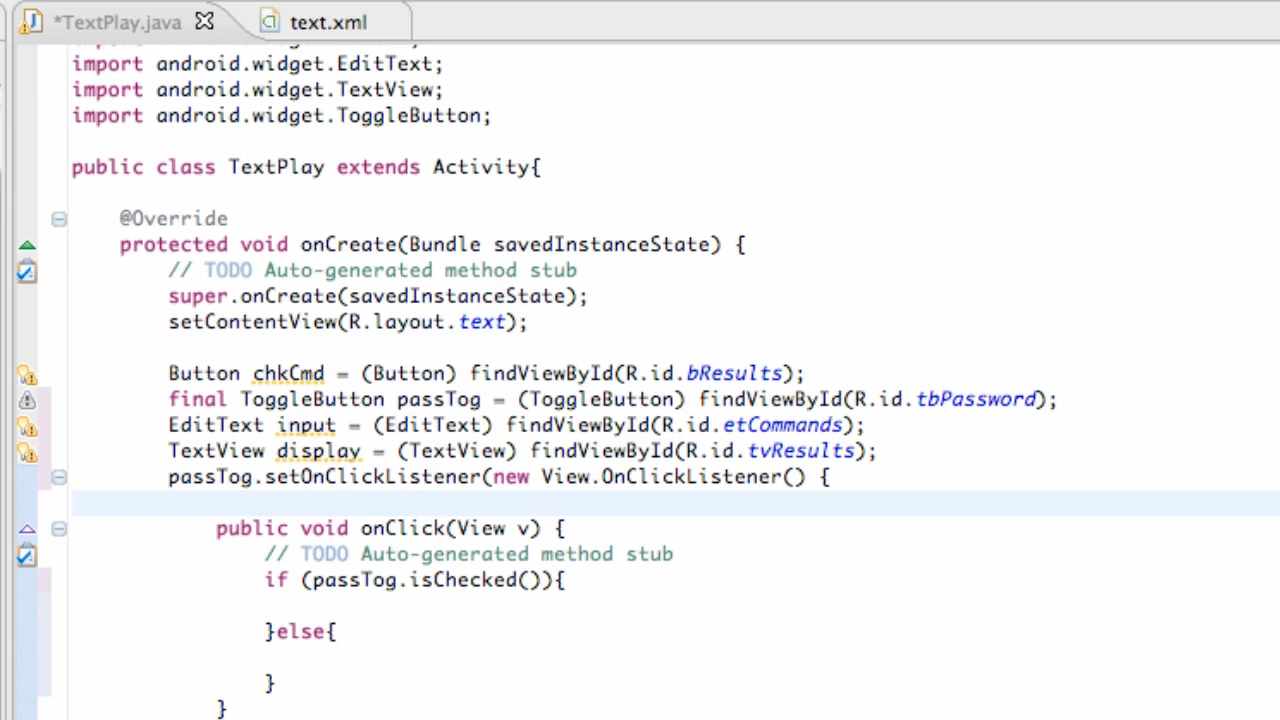 *TextPlay.java
text.xml
import android.widget.EditText;
import android.widget.TextView;
import android.widget.ToggleButton;
public class TextPlay extends Activity{
@Override
protected void onCreate(Bundle savedInstanceState) {
// TODO Auto-generated method stub
super.onCreate(savedInstanceState);
setContentView(R.layout.text);
Button chkCmd = (Button) findViewById(R.id.bResults);
final ToggleButton passTog = (ToggleButton) findViewById(R.id.tbPassword);
EditText input = (EditText) findViewById(R.id.etCommands);
TextView display = (TextView) findViewById(R.id.tvResults);
passTog.setOnClickListener(new View.OnClickListener() {
public void onClick(View v) {
// TODO Auto-generated method stub
if (passTog.isChecked()){
}else{
}
}